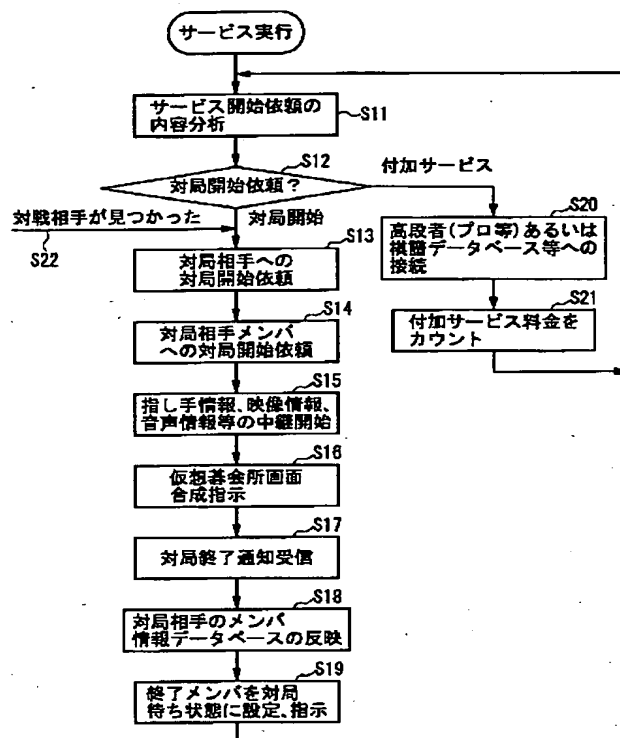 サービス実行
サービス開始依頼の
内容分析
S11
S12
対局開始依頼?
付加サービス
対戦相手が見つかった
対局開始
S22
S13
対局相手への
対局開始依頼
S20
高段者(プロ等)あるいは
棋譜データベース等への
接続
S14
対局相手メンバ
への対局開始依頼
S21
付加サービス料金を
カウント
S15
指し手情報、映像情報、
音声情報等の中継開始
S16
仮想碁会所画面
合成指示
S17
対局終了通知受信
S18
対局相手のメンバ
情報データベースの反映
S19
終了メンバを対局
待ち状態に設定、指示